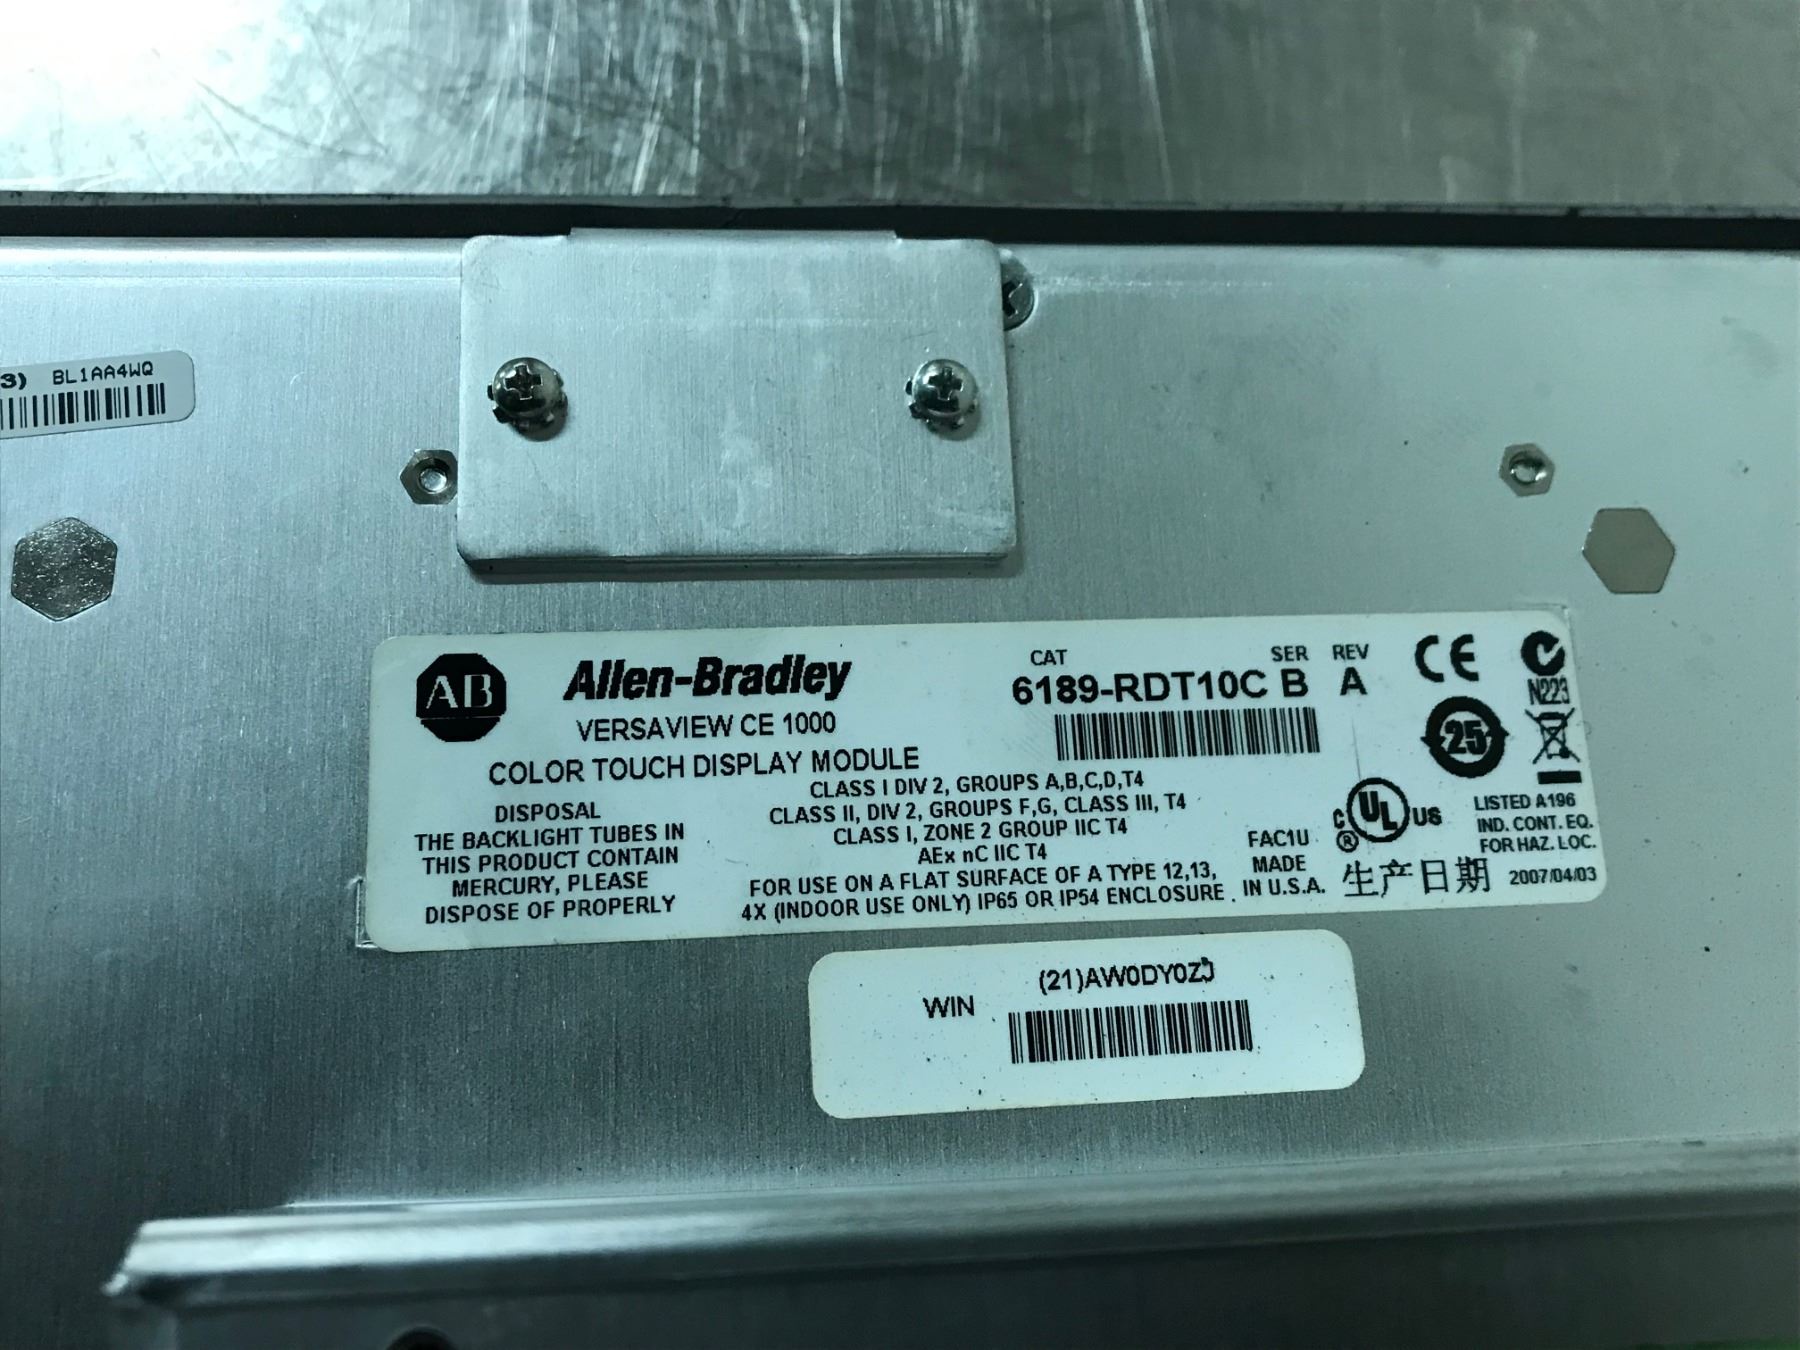 3) BL1AA4WQ
AB
Allen-Bradley
VERSAVIEW CE 1000
COLOR TOUCH DISPLAY MODULE
CAT
6189-RDT10C
SER
B
REV
A
CE
N223
25
DISPOSAL
THE BACKLIGHT TUBES IN
THIS PRODUCT CONTAIN
MERCURY, PLEASE
DISPOSE OF PROPERLY
CLASS I DIV 2, GROUPS A,B,C,D,T4
CLASS II, DIV 2, GROUPS F,G, CLASS III, T4
CLASS I, ZONE 2 GROUP IIC T4
AEx nC IIC T4
FOR USE ON A FLAT SURFACE OF A TYPE 12,13,
4X (INDOOR USE ONLY) IP65 OR IP54 ENCLOSURE .
FAC1U
MADE
IN U.S.A.
C UL US ®
LISTED A196
IND. CONT. EQ.
FOR HAZ. LOC.
生产日期 2007/04/03
WIN
(21)AW0DY0ZJ